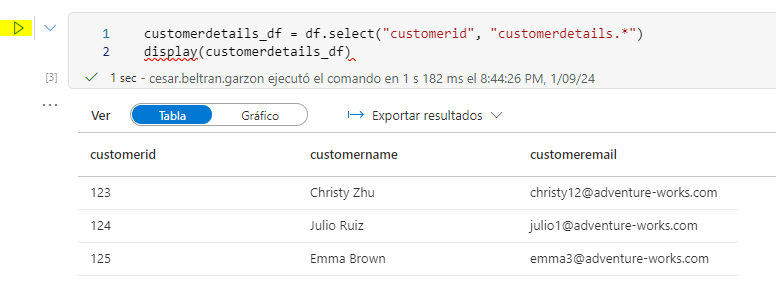 1 customerdetails_df = df.select("customerid", "customerdetails.*")
2 display(customerdetails_df)
[3] 1 sec - cesar.beltran.garzon ejecutó el comando en 1 s 182 ms el 8:44:26 PM, 1/09/24
Ver Tabla Gráfico Exportar resultados
customerid customername customeremail
123 Christy Zhu christy12@adventure-works.com
124 Julio Ruiz julio1@adventure-works.com
125 Emma Brown emma3@adventure-works.com